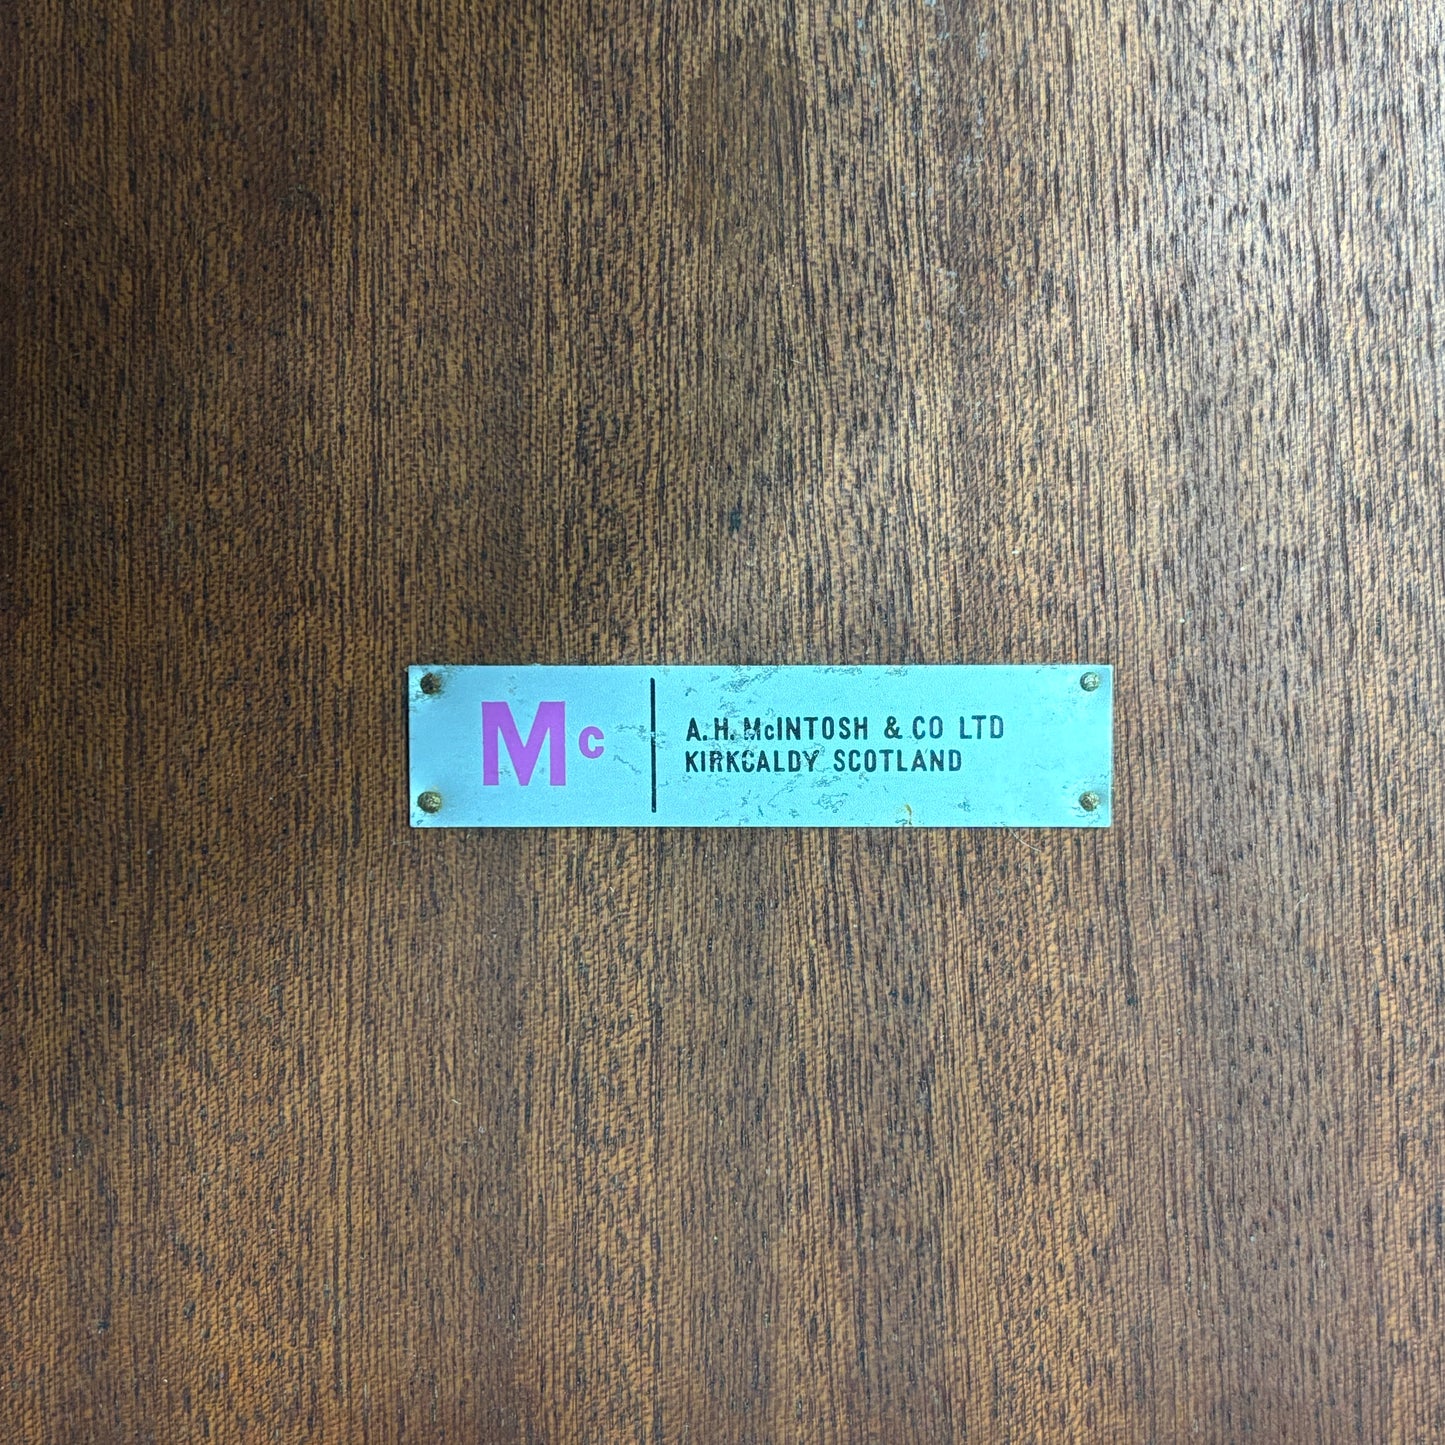 Mc
A.H. McINTOSH & CO LTD
KIRKCALDY SCOTLAND